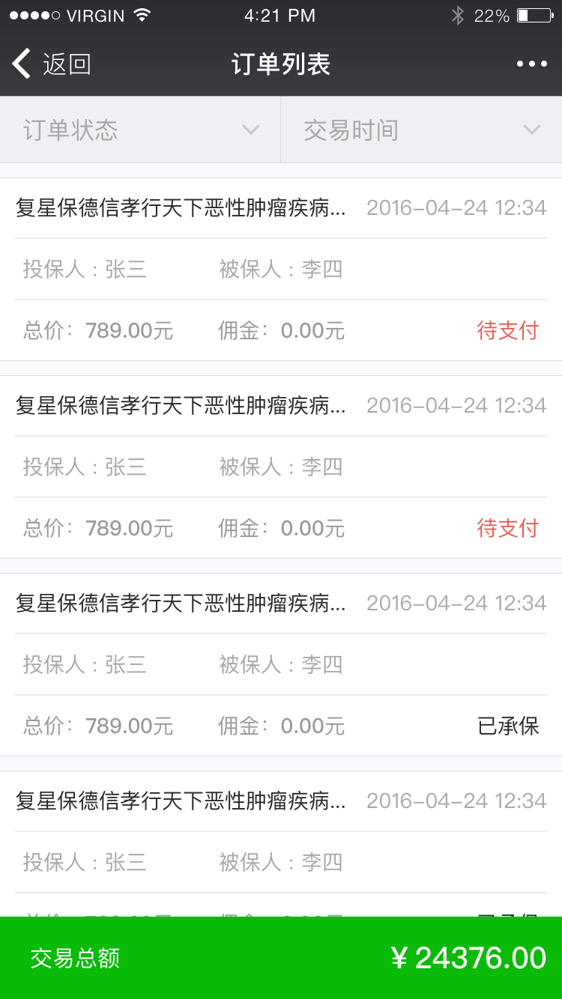 VIRGIN 4:21 PM 22%
返回 订单列表
订单状态 交易时间
复星保德信孝行天下恶性肿瘤疾病... 2016-04-24 12:34
投保人：张三 被保人：李四
总价：789.00元 佣金：0.00元 待支付
复星保德信孝行天下恶性肿瘤疾病... 2016-04-24 12:34
投保人：张三 被保人：李四
总价：789.00元 佣金：0.00元 待支付
复星保德信孝行天下恶性肿瘤疾病... 2016-04-24 12:34
投保人：张三 被保人：李四
总价：789.00元 佣金：0.00元 已承保
复星保德信孝行天下恶性肿瘤疾病... 2016-04-24 12:34
投保人：张三 被保人：李四
交易总额 ¥24376.00